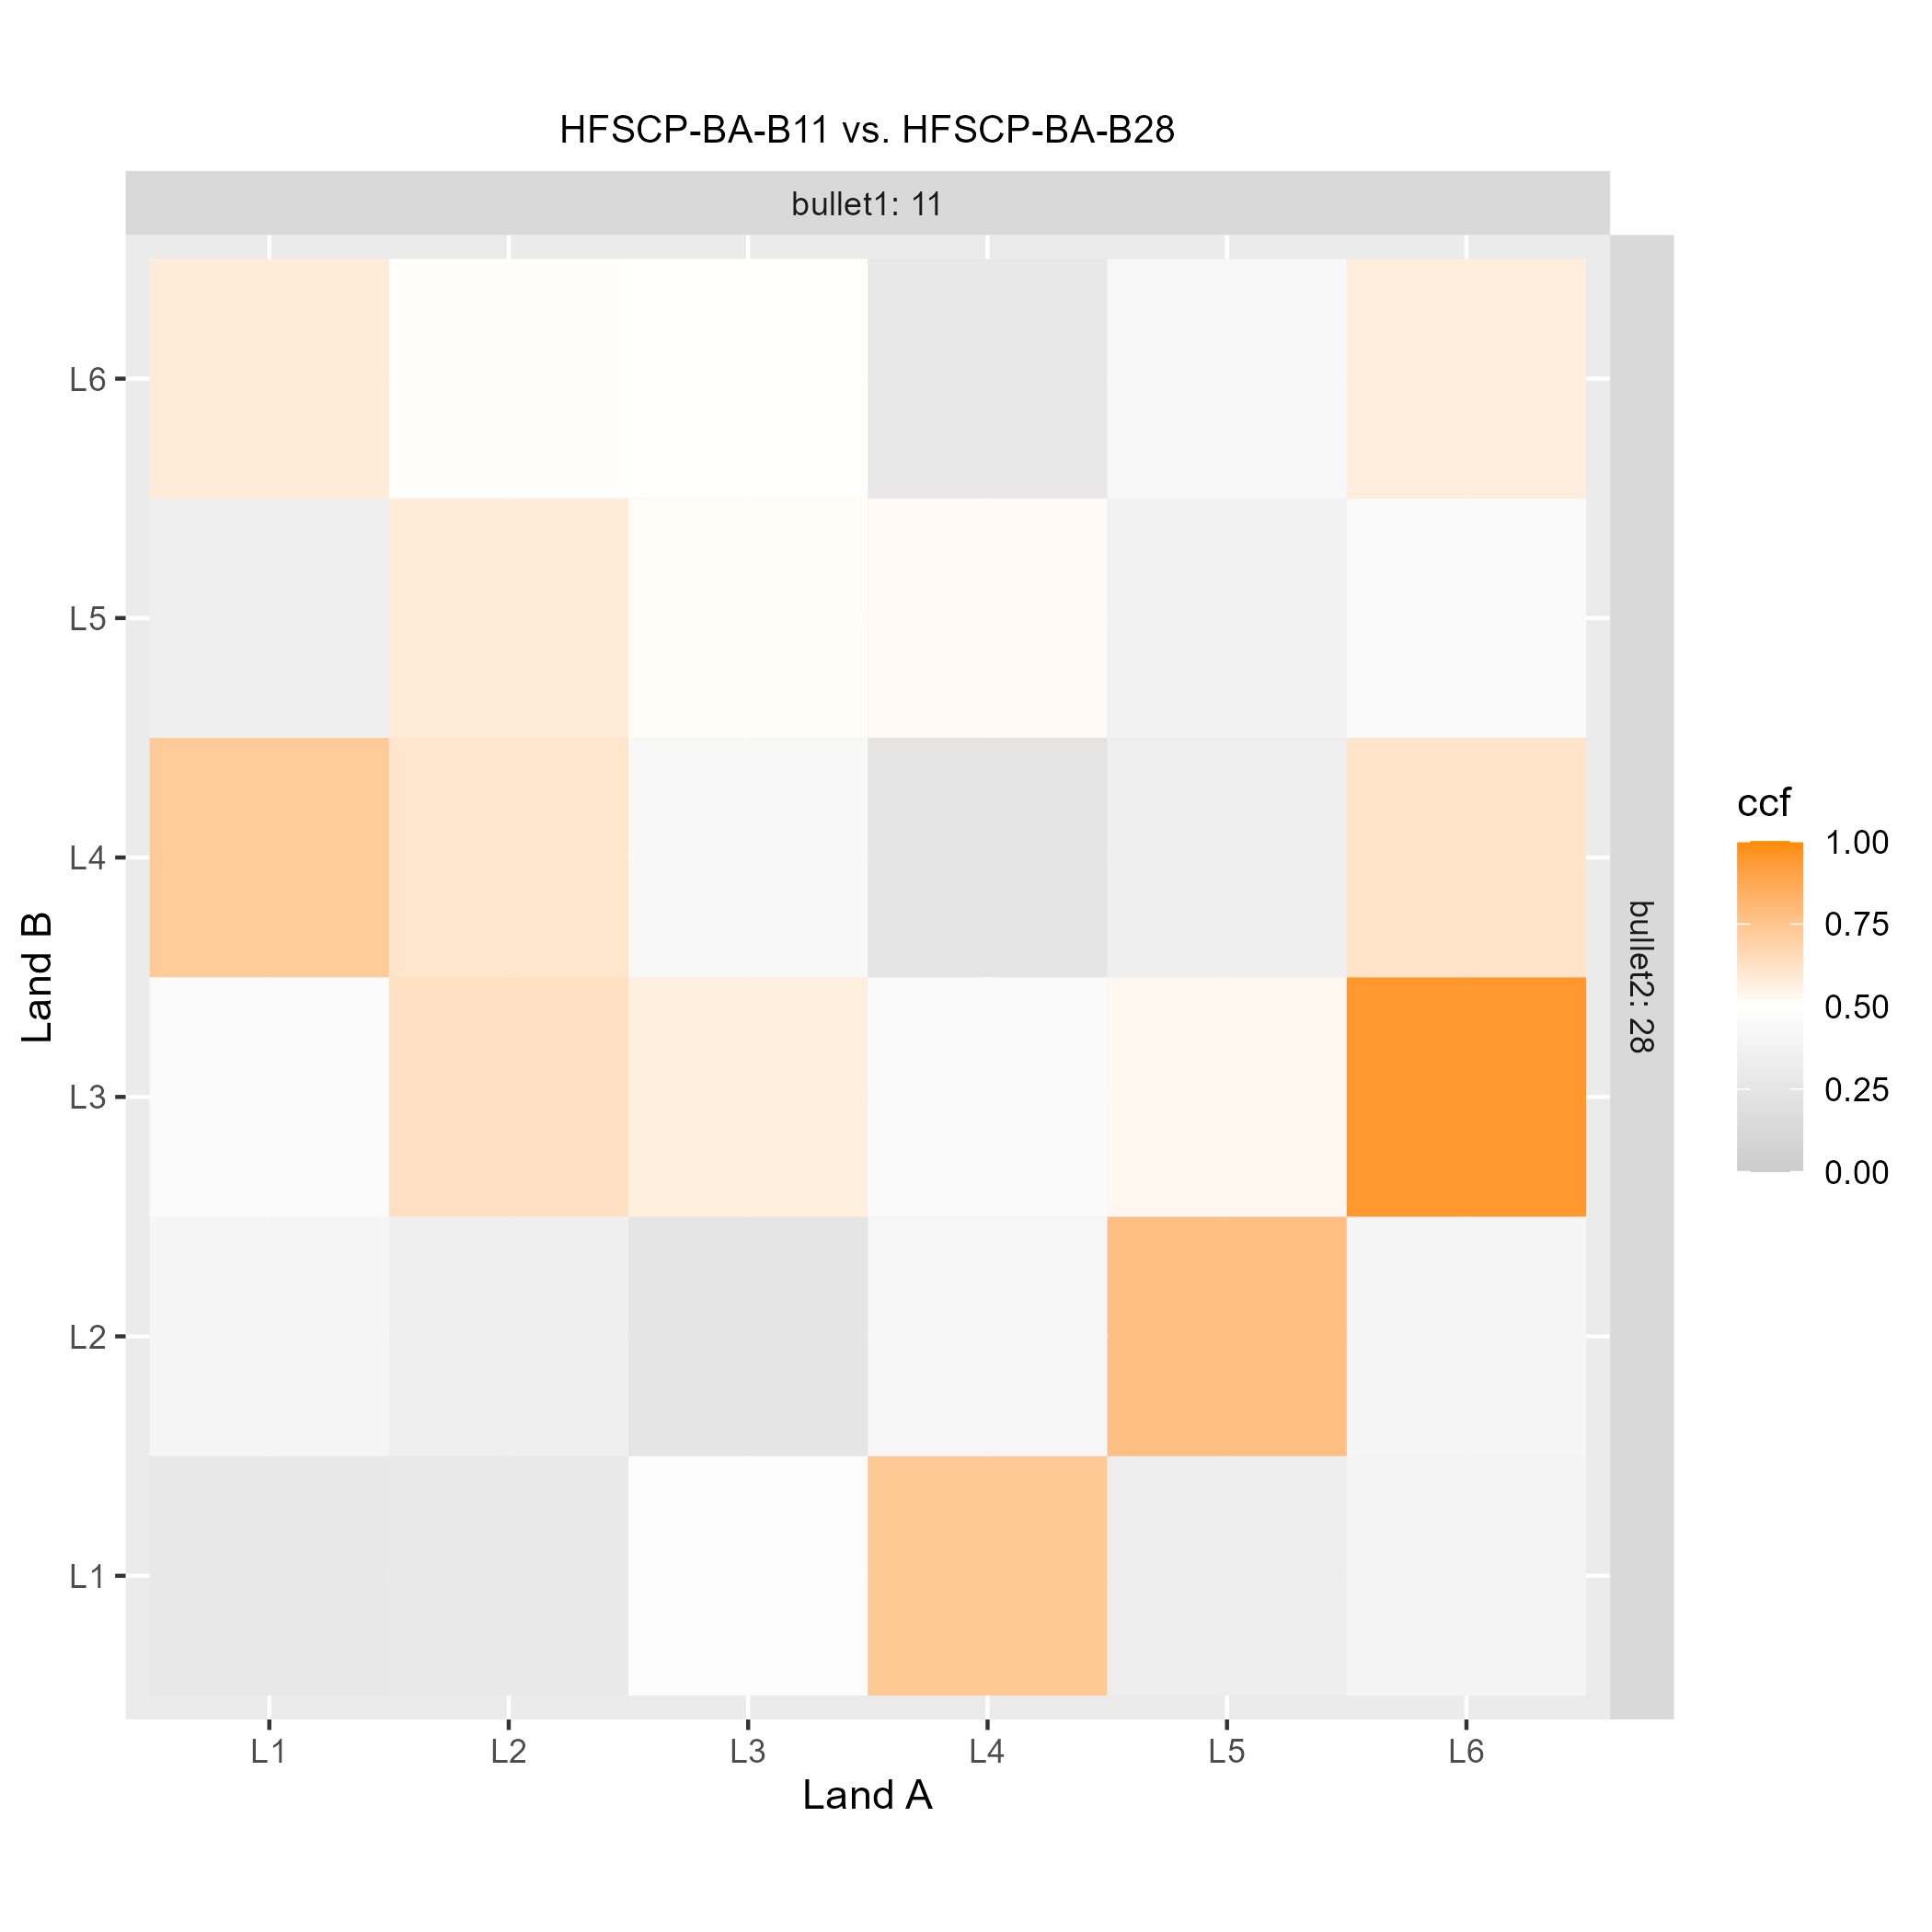 HFSCP-BA-B11 vs. HFSCP-BA-B28
bullet1: 11
L6
L5
L4
L3
L2
L1
Land B
bullet2: 28
ccf
1.00
0.75
0.50
0.25
0.00
L1
L2
L3
L4
L5
L6
Land A